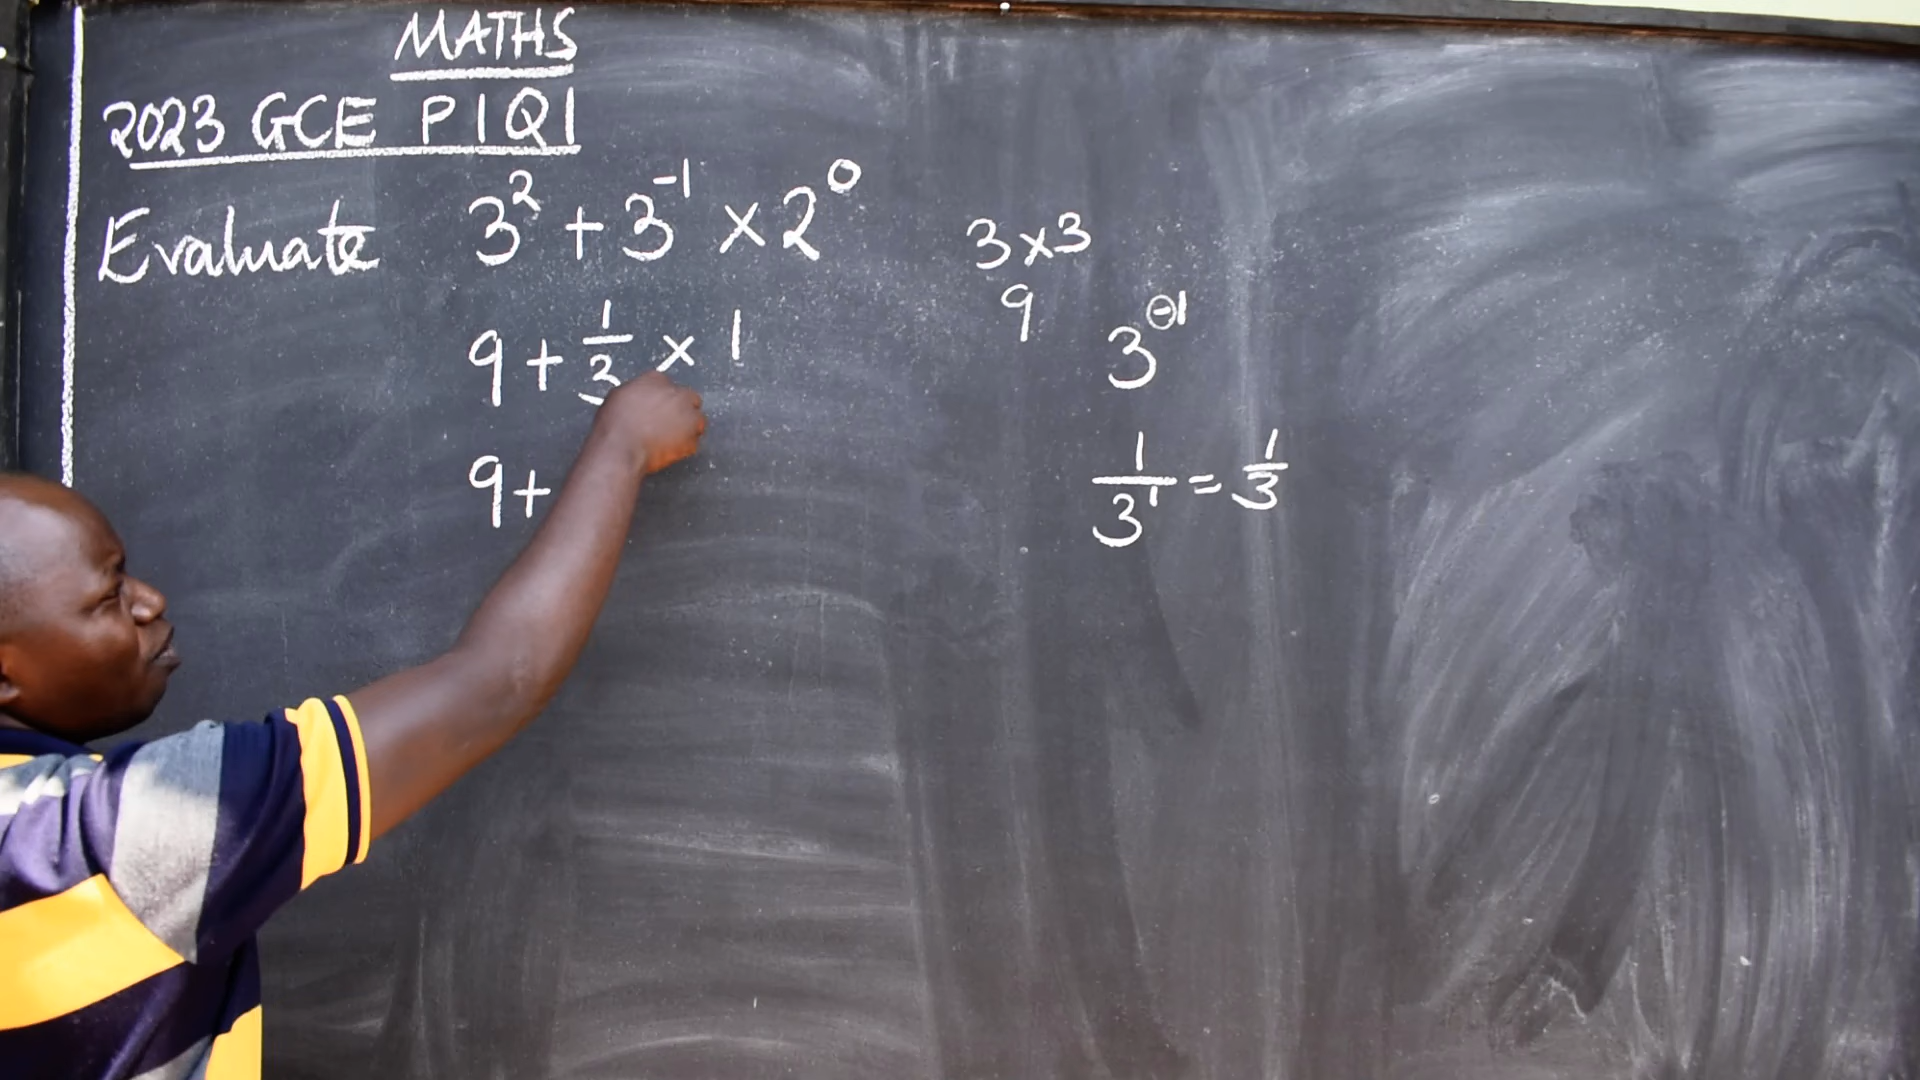 MATHS
2023 GCE P1Q1
Evaluate 3² + 3⁻¹ × 2⁰
9 + 1/3 × 1
9 +
3 × 3
9
3⁻¹
1/3¹ = 1/3